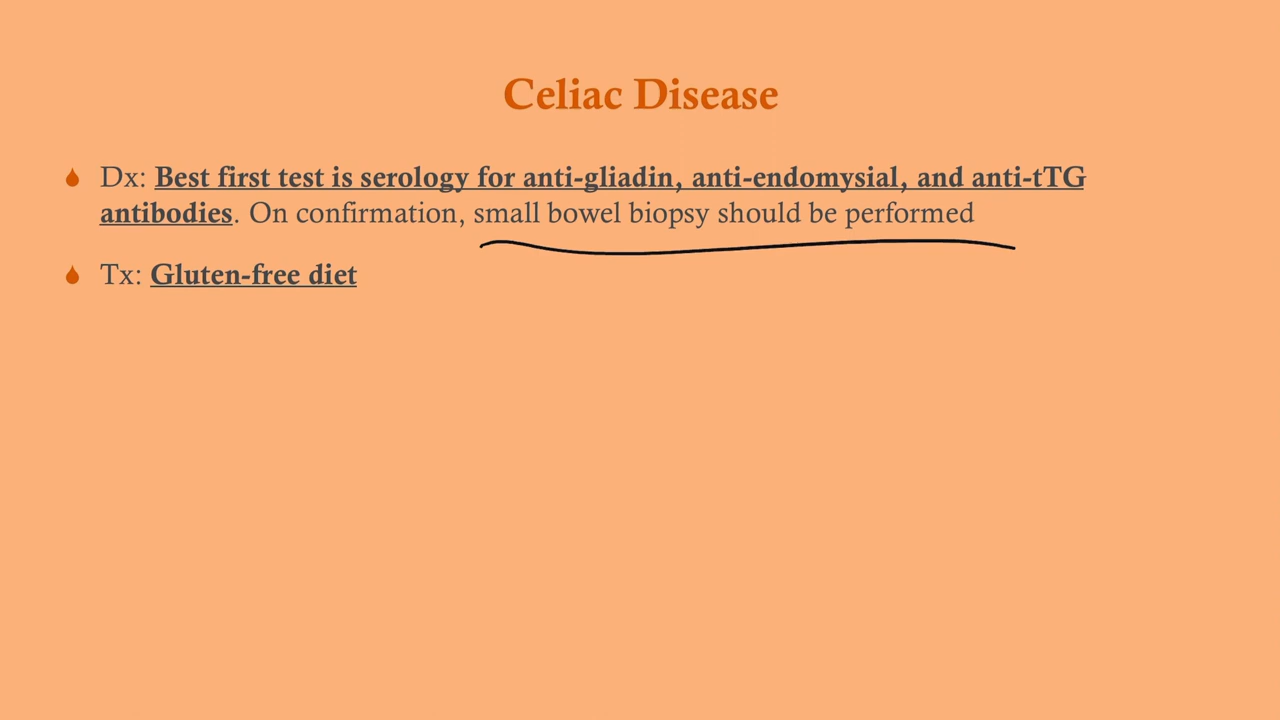 Celiac Disease
Dx: Best first test is serology for anti-gliadin, anti-endomysial, and anti-tTG
antibodies. On confirmation, small bowel biopsy should be performed
Tx: Gluten-free diet